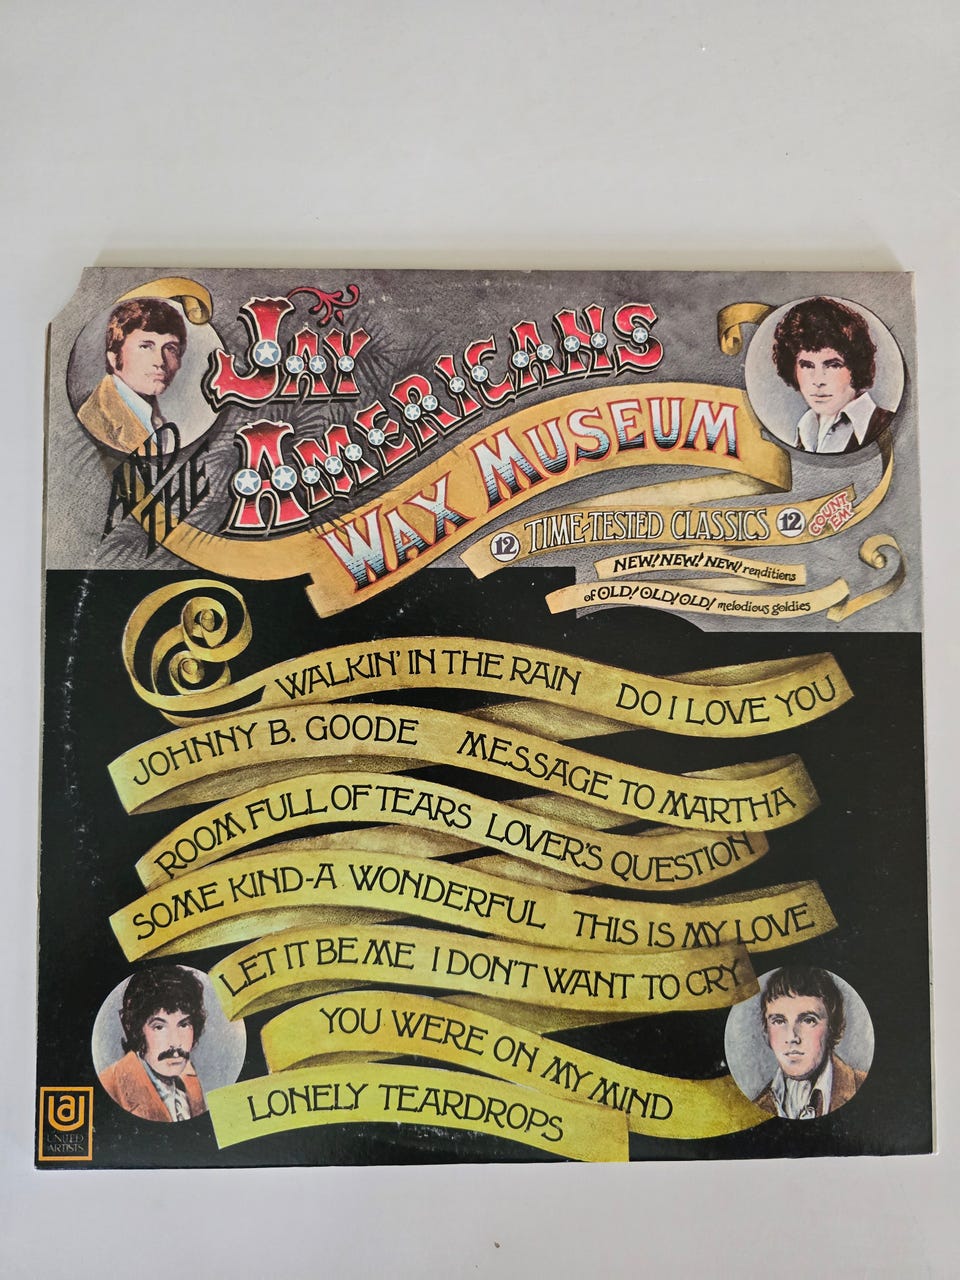 JAY
AND THE
AMERICANS
WAX MUSEUM
12 TIME-TESTED CLASSICS 12 COUNT EM'
NEW! NEW! NEW! renditions
of OLD! OLD! OLD! melodious goldies
WALKIN' IN THE RAIN DO I LOVE YOU
JOHNNY B. GOODE MESSAGE TO MARTHA
ROOM FULL OF TEARS LOVER'S QUESTION
SOME KIND-A WONDERFUL THIS IS MY LOVE
LET IT BE ME I DON'T WANT TO CRY
YOU WERE ON MY MIND
LONELY TEARDROPS
UA
UNITED
ARTISTS